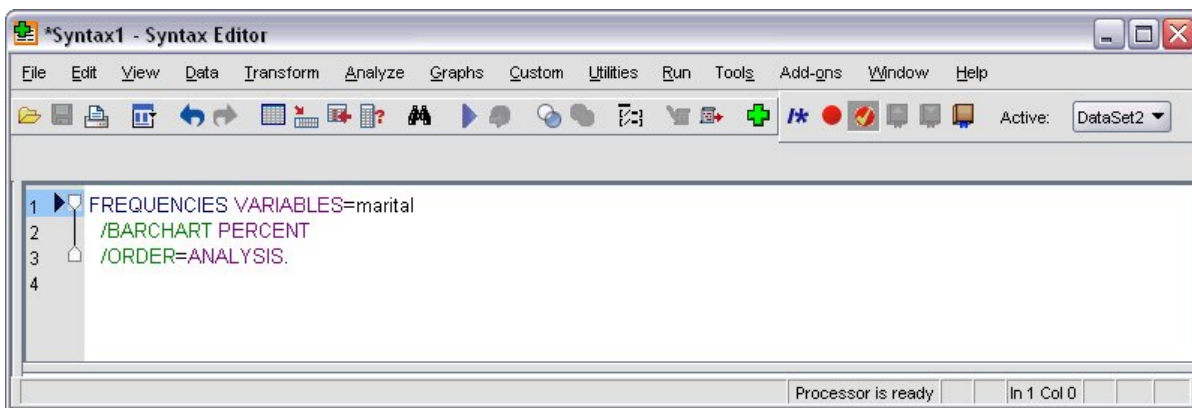 *Syntax1 - Syntax Editor
File Edit View Data Transform Analyze Graphs Custom Utilities Run Tools Add-ons Window Help
Active: DataSet2
1 FREQUENCIES VARIABLES=marital
2 /BARCHART PERCENT
3 /ORDER=ANALYSIS.
4
Processor is ready In 1 Col 0